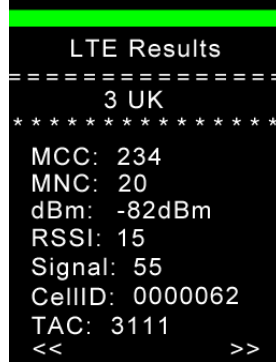 LTE Results
===============
3 UK
* * * * * * * * * * * * * * *
MCC: 234
MNC: 20
dBm: -82dBm
RSSI: 15
Signal: 55
CellID: 0000062
TAC: 3111
<< >>